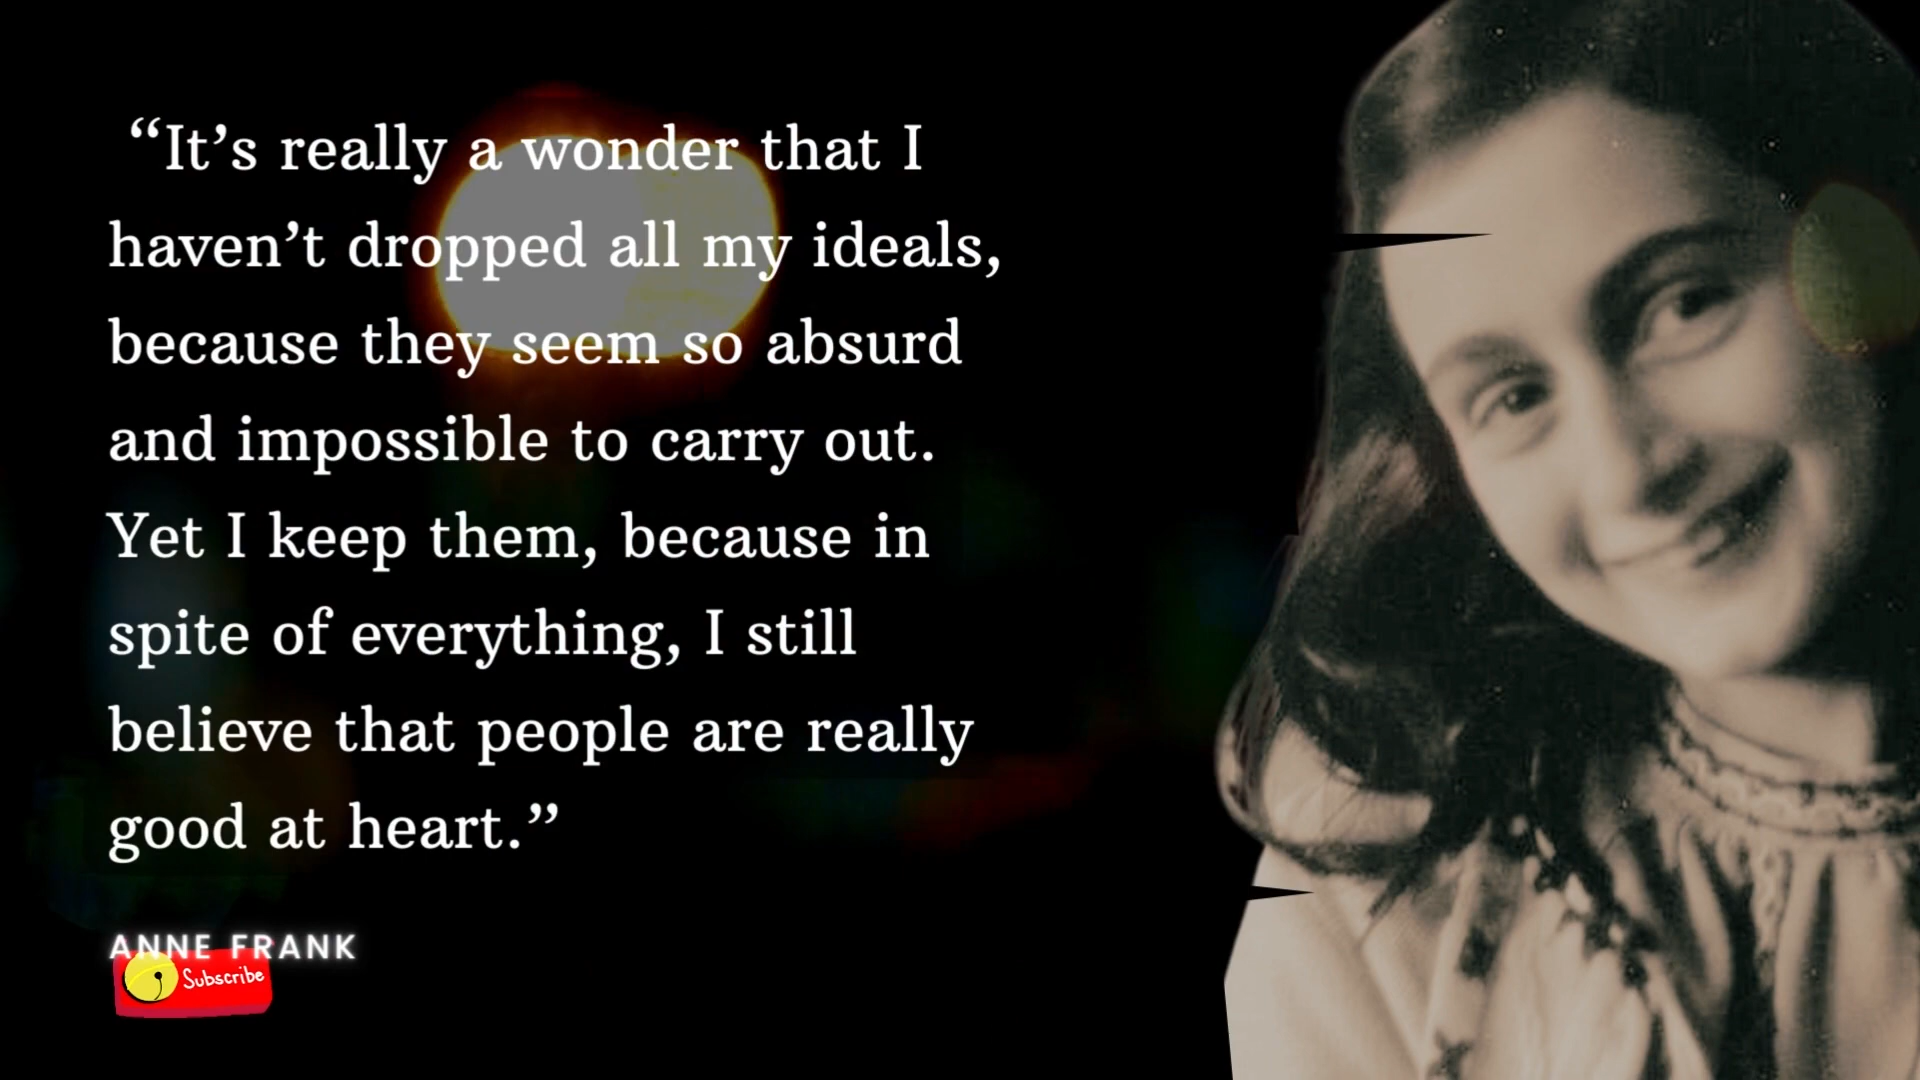 “It’s really a wonder that I
haven’t dropped all my ideals,
because they seem so absurd
and impossible to carry out.
Yet I keep them, because in
spite of everything, I still
believe that people are really
good at heart.”
ANNE FRANK
Subscribe